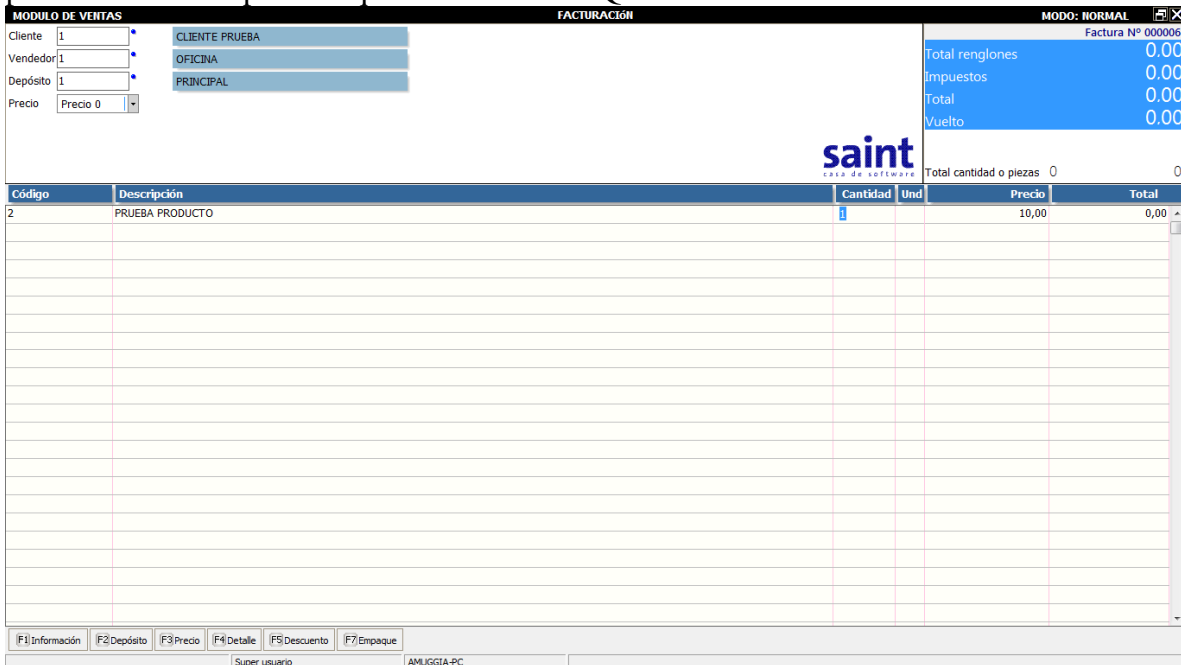 MODULO DE VENTAS FACTURACIóN MODO: NORMAL
Cliente 1 CLIENTE PRUEBA
Vendedor 1 OFICINA
Depósito 1 PRINCIPAL
Precio Precio 0
Factura Nº 000006
Total renglones 0.00
Impuestos 0.00
Total 0.00
Vuelto 0.00
saint
casa de software
Total cantidad o piezas 0 0
Código Descripción Cantidad Und Precio Total
2 PRUEBA PRODUCTO 1 10,00 0,00
F1 Información F2 Depósito F3 Precio F4 Detalle F5 Descuento F7 Empaque
Super usuario AMUGGIA-PC